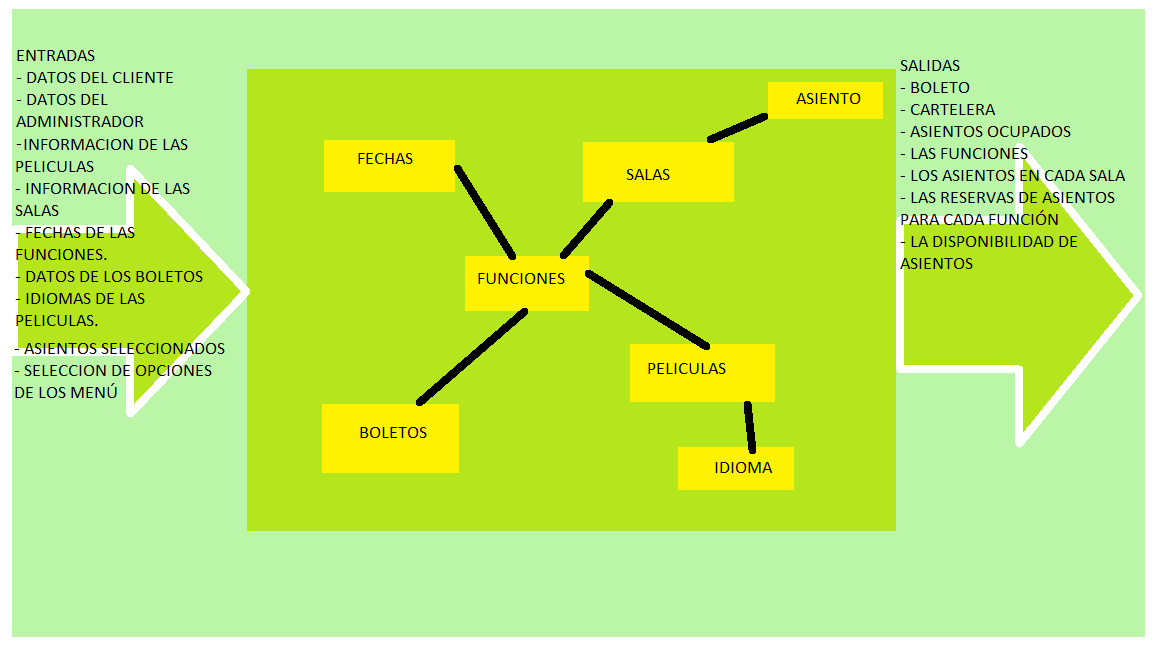 ENTRADAS
- DATOS DEL CLIENTE
- DATOS DEL
ADMINISTRADOR
-INFORMACION DE LAS
PELICULAS
- INFORMACION DE LAS
SALAS
- FECHAS DE LAS
FUNCIONES.
- DATOS DE LOS BOLETOS
- IDIOMAS DE LAS
PELICULAS.
- ASIENTOS SELECCIONADOS
- SELECCION DE OPCIONES
DE LOS MENÚ
ASIENTO
FECHAS
SALAS
FUNCIONES
PELICULAS
BOLETOS
IDIOMA
SALIDAS
- BOLETO
- CARTELERA
- ASIENTOS OCUPADOS
- LAS FUNCIONES
- LOS ASIENTOS EN CADA SALA
- LAS RESERVAS DE ASIENTOS
PARA CADA FUNCIÓN
- LA DISPONIBILIDAD DE
ASIENTOS